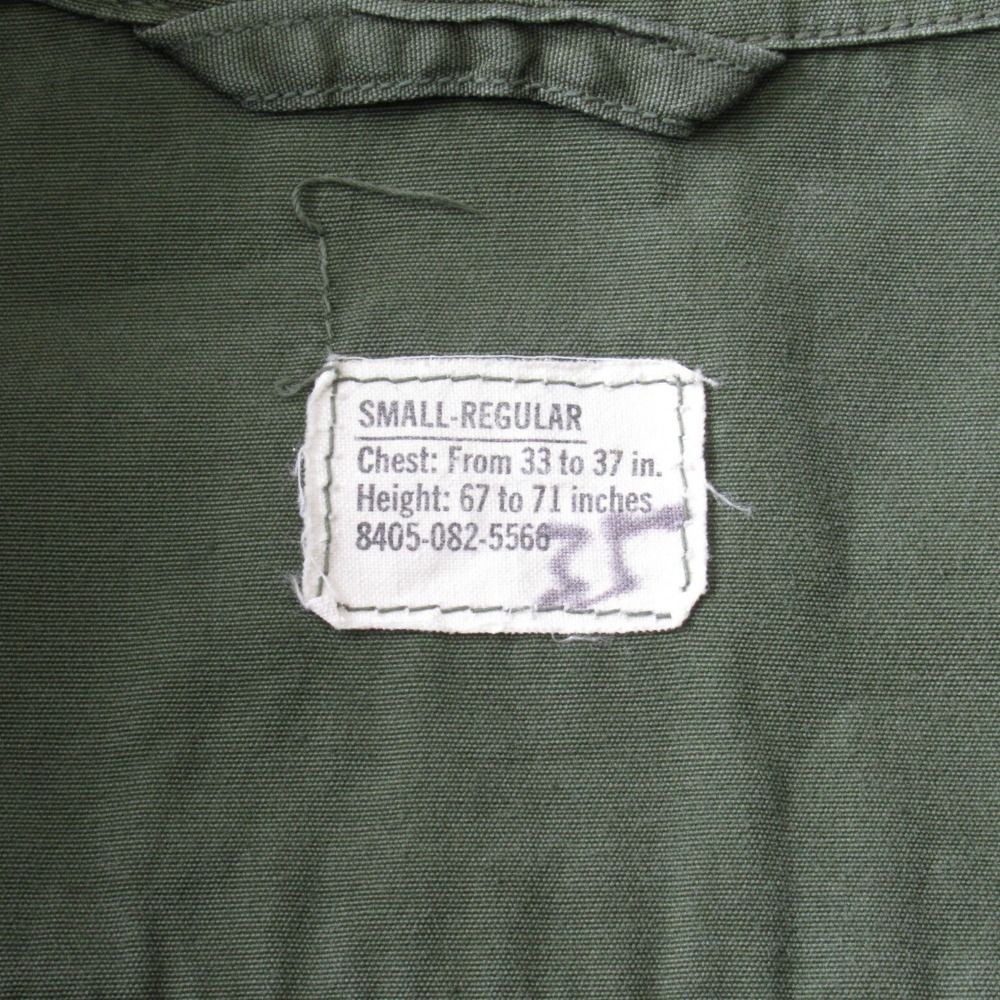 SMALL-REGULAR
Chest: From 33 to 37 in.
Height: 67 to 71 inches
8405-082-5566